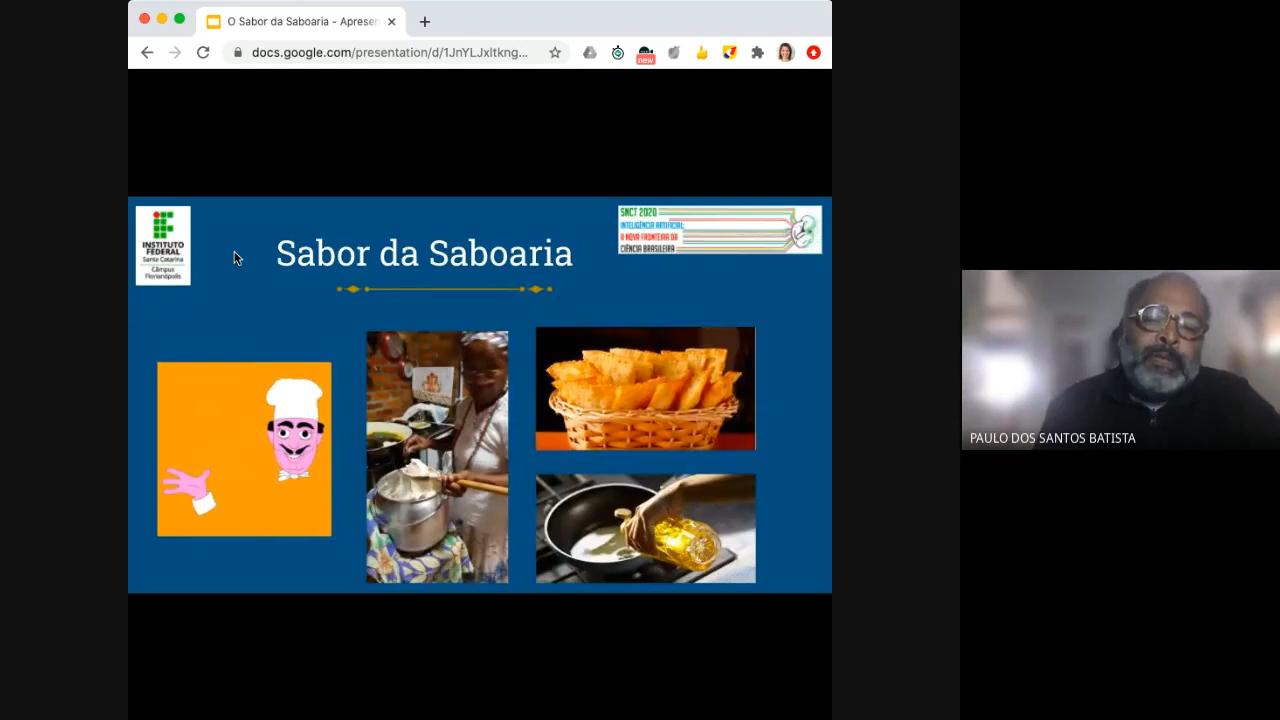 O Sabor da Saboaria - Apresen
docs.google.com/presentation/d/1JnYLJxltkng...
new
INSTITUTO
FEDERAL
Santa Catarina
Câmpus
Florianópolis
Sabor da Saboaria
SNCT 2020
INTELIGÊNCIA ARTIFICIAL:
A NOVA FRONTEIRA DA
CIÊNCIA BRASILEIRA
PAULO DOS SANTOS BATISTA